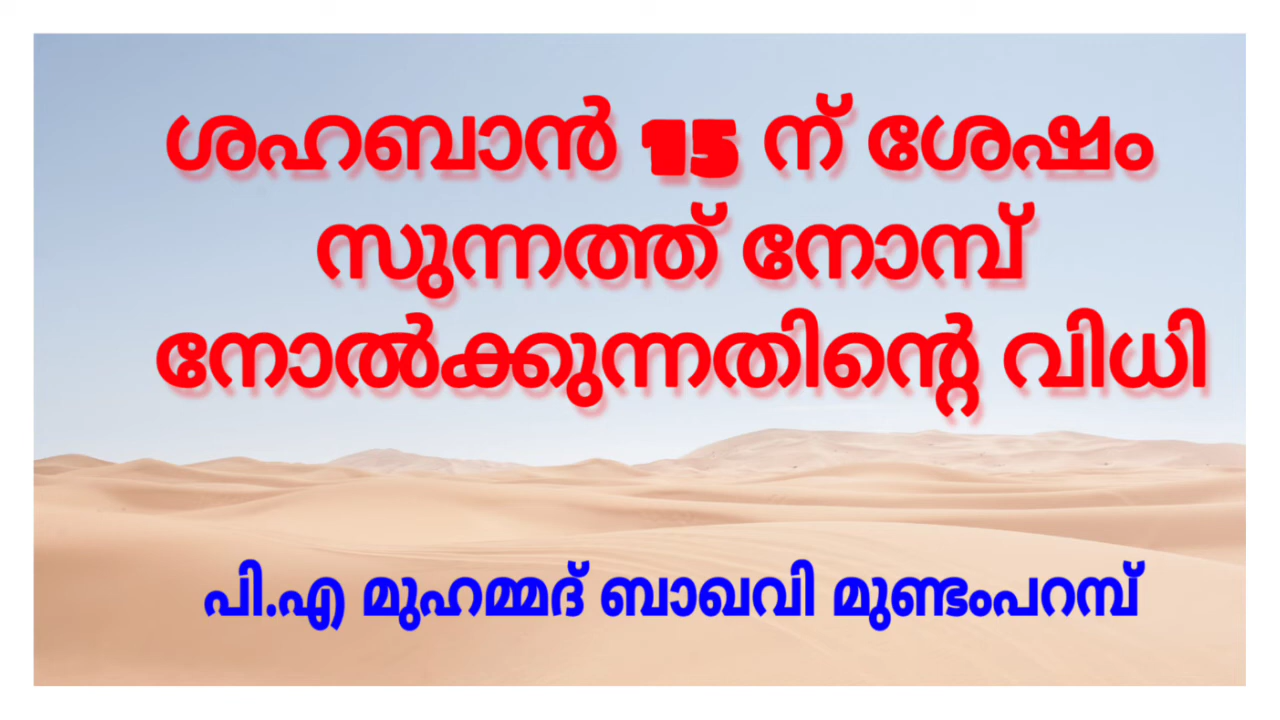 ശഹബാൻ 15 ന് ശേഷം
സുന്നത്ത് നോമ്പ്
നോൽക്കുന്നതിന്റെ വിധി
പി.എ മുഹമ്മദ് ബാഖവി മുണ്ടംപറമ്പ്